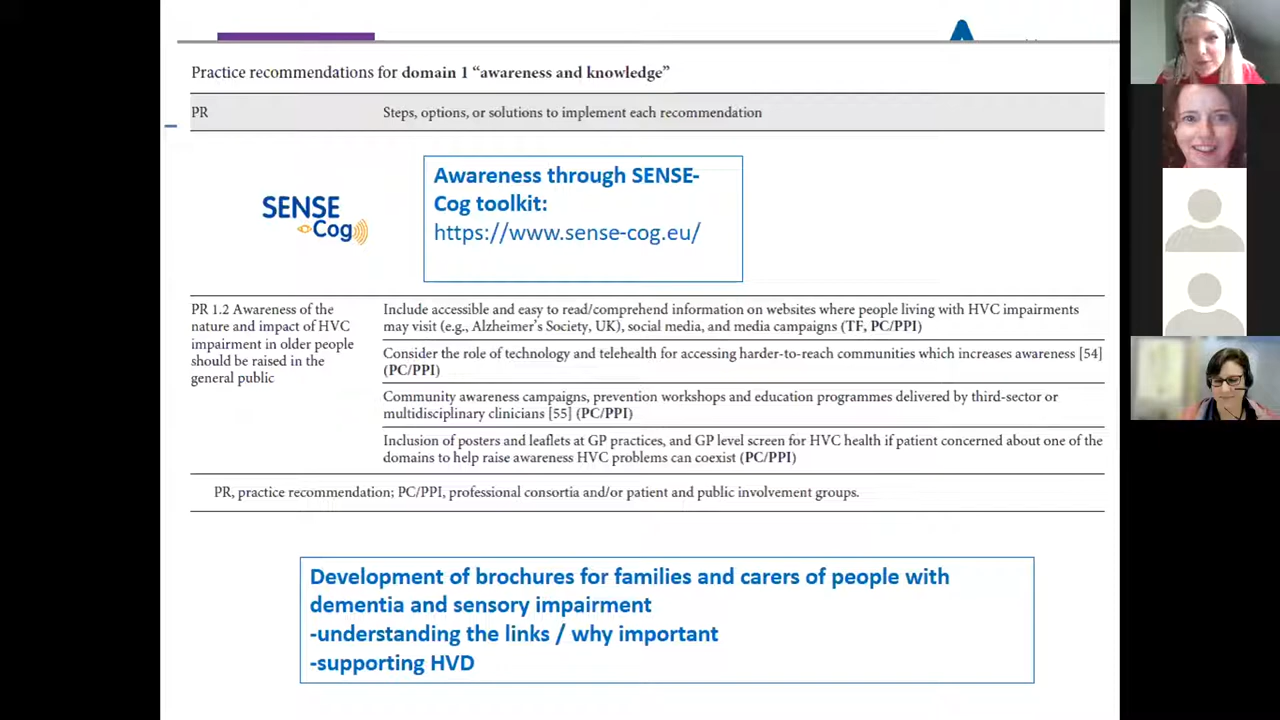 Practice recommendations for domain 1 “awareness and knowledge”
PR Steps, options, or solutions to implement each recommendation
SENSE
Cog
Awareness through SENSE-
Cog toolkit:
https://www.sense-cog.eu/
PR 1.2 Awareness of the
nature and impact of HVC
impairment in older people
should be raised in the
general public
Include accessible and easy to read/comprehend information on websites where people living with HVC impairments
may visit (e.g., Alzheimer’s Society, UK), social media, and media campaigns (TF, PC/PPI)
Consider the role of technology and telehealth for accessing harder-to-reach communities which increases awareness [54]
(PC/PPI)
Community awareness campaigns, prevention workshops and education programmes delivered by third-sector or
multidisciplinary clinicians [55] (PC/PPI)
Inclusion of posters and leaflets at GP practices, and GP level screen for HVC health if patient concerned about one of the
domains to help raise awareness HVC problems can coexist (PC/PPI)
PR, practice recommendation; PC/PPI, professional consortia and/or patient and public involvement groups.
Development of brochures for families and carers of people with
dementia and sensory impairment
-understanding the links / why important
-supporting HVD